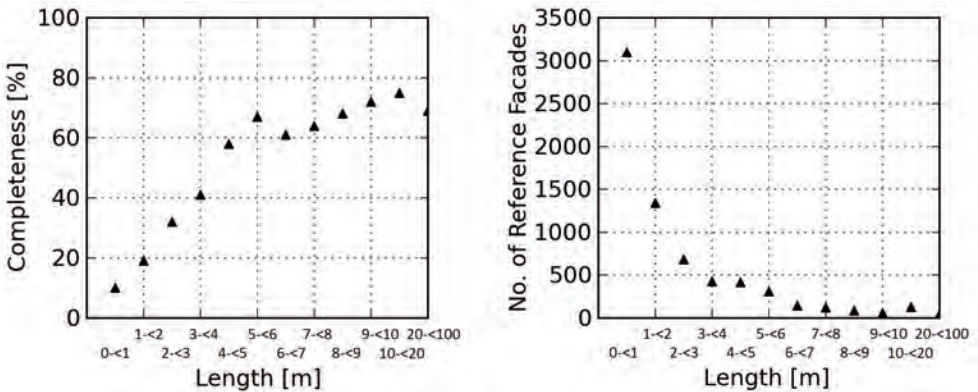 100
80
60
40
20
0
Completeness [%]
1-<2 3-<4 5-<6 7-<8 9-<10 20-<100
0-<1 2-<3 4-<5 6-<7 8-<9 10-<20
Length [m]
3500
3000
2500
2000
1500
1000
500
0
No. of Reference Facades
1-<2 3-<4 5-<6 7-<8 9-<10 20-<100
0-<1 2-<3 4-<5 6-<7 8-<9 10-<20
Length [m]